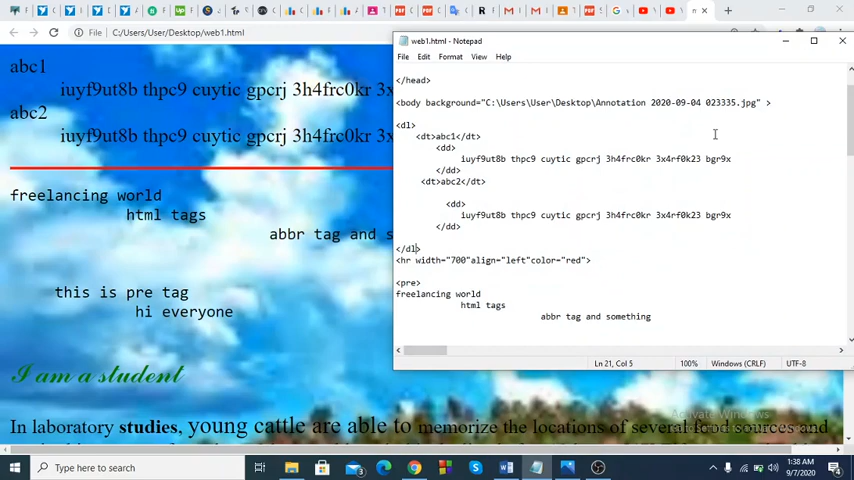 File
C:/Users/User/Desktop/web1.html
abc1
iuyf9ut8b thpc9 cuytic gpcrj 3h4frc0kr 3x
abc2
iuyf9ut8b thpc9 cuytic gpcrj 3h4frc0kr 3x
freelancing world
html tags
abbr tag and s
this is pre tag
hi everyone
I am a student
In laboratory studies, young cattle are able to memorize the locations of several food sources and
web1.html - Notepad
File Edit Format View Help
</head>
<body background="C:\Users\User\Desktop\Annotation 2020-09-04 023335.jpg" >
<dl>
<dt>abc1</dt>
<dd>
iuyf9ut8b thpc9 cuytic gpcrj 3h4frc0kr 3x4rf0k23 bgr9x
</dd>
<dt>abc2</dt>
<dd>
iuyf9ut8b thpc9 cuytic gpcrj 3h4frc0kr 3x4rf0k23 bgr9x
</dd>
</dl>
<hr width="700"align="left"color="red">
<pre>
freelancing world
html tags
abbr tag and something
Ln 21, Col 5
100%
Windows (CRLF)
UTF-8
Activate Windows
Type here to search
1:38 AM
9/7/2020